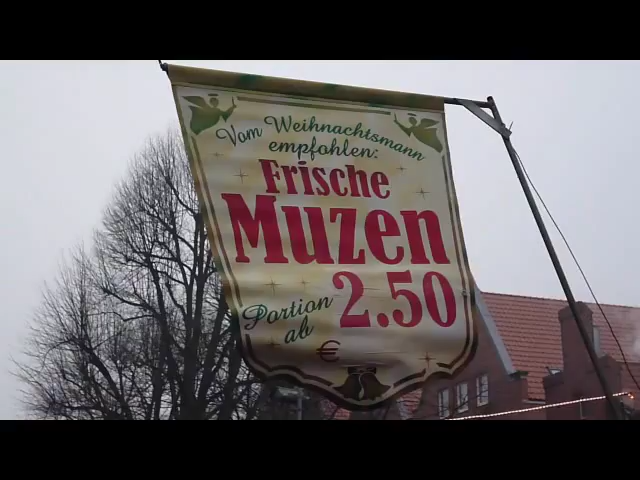 Vom Weihnachtsmann
empfohlen:
Frische
Muzen
Portion 2.50
ab
€